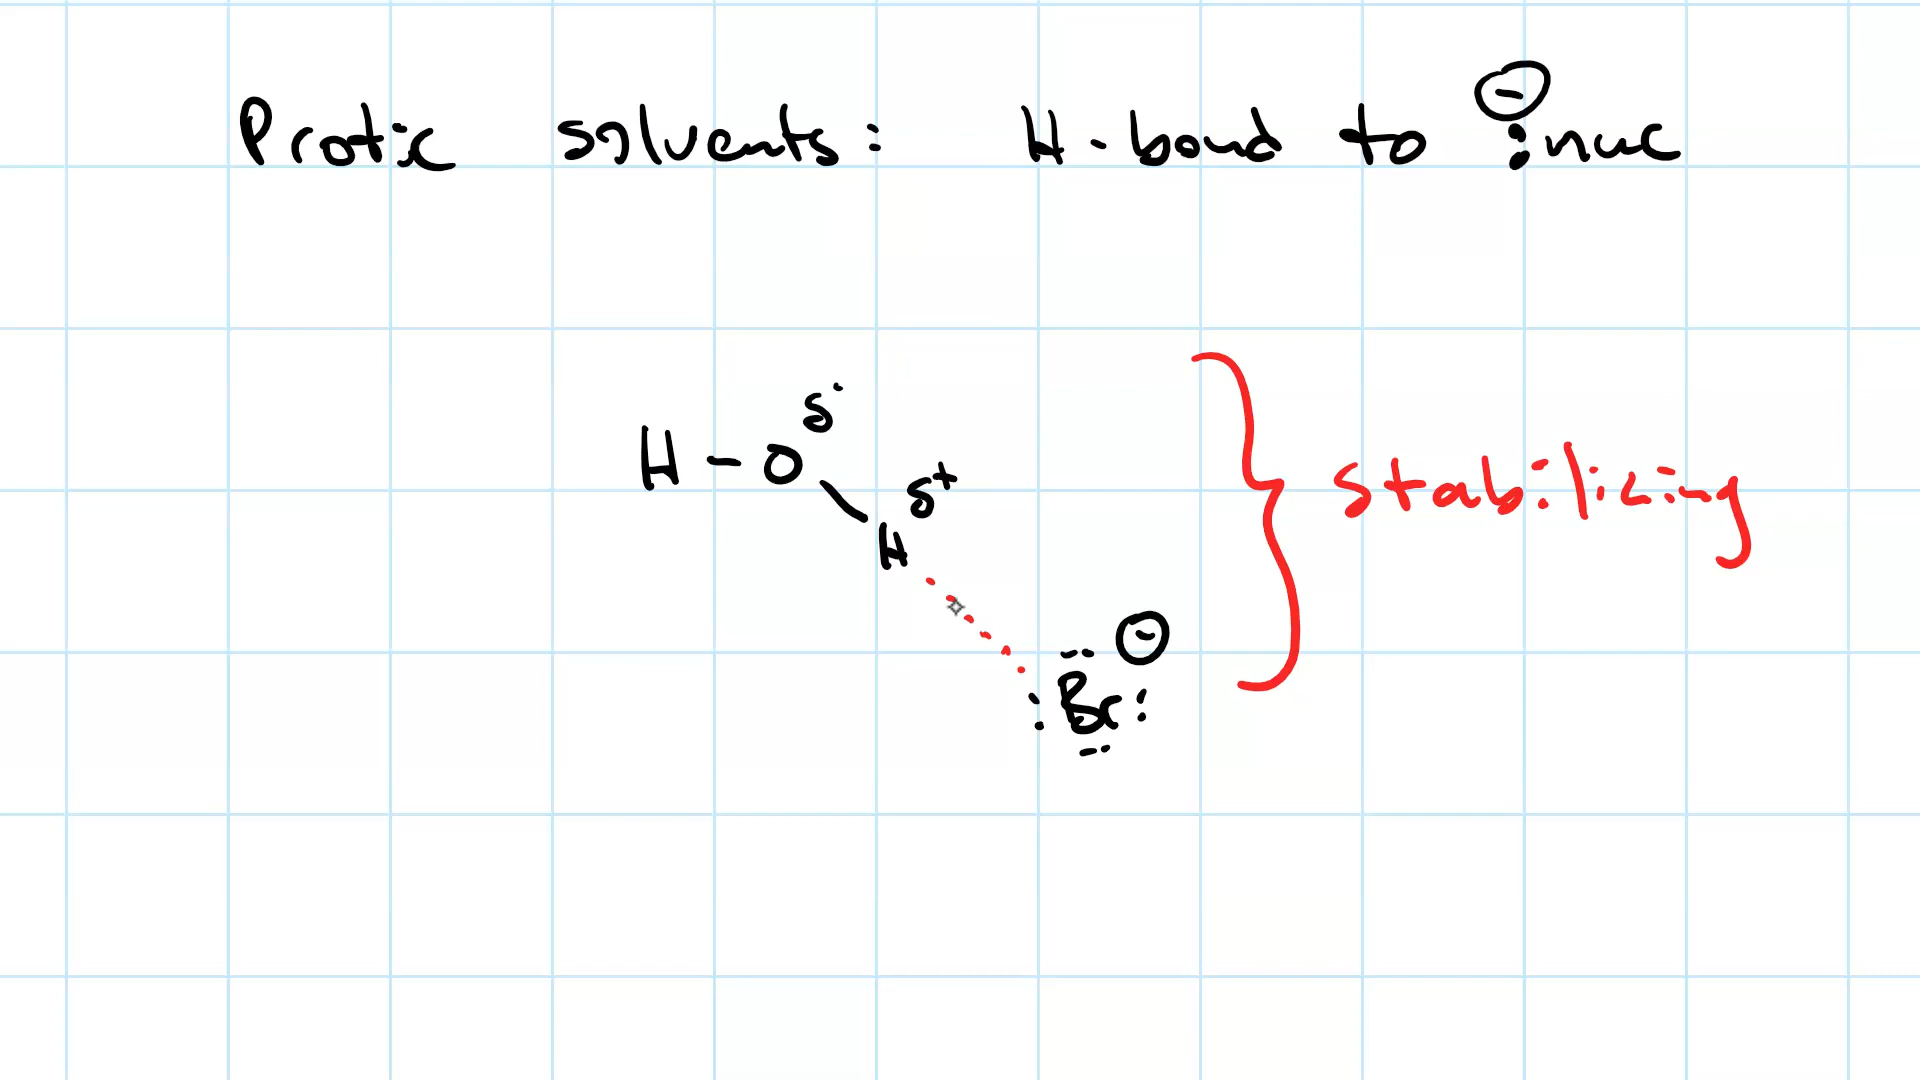 Protic solvents: H-bond to :nuc ⊖
H-O δ-
H δ+
stabilizing
:Br: ⊖